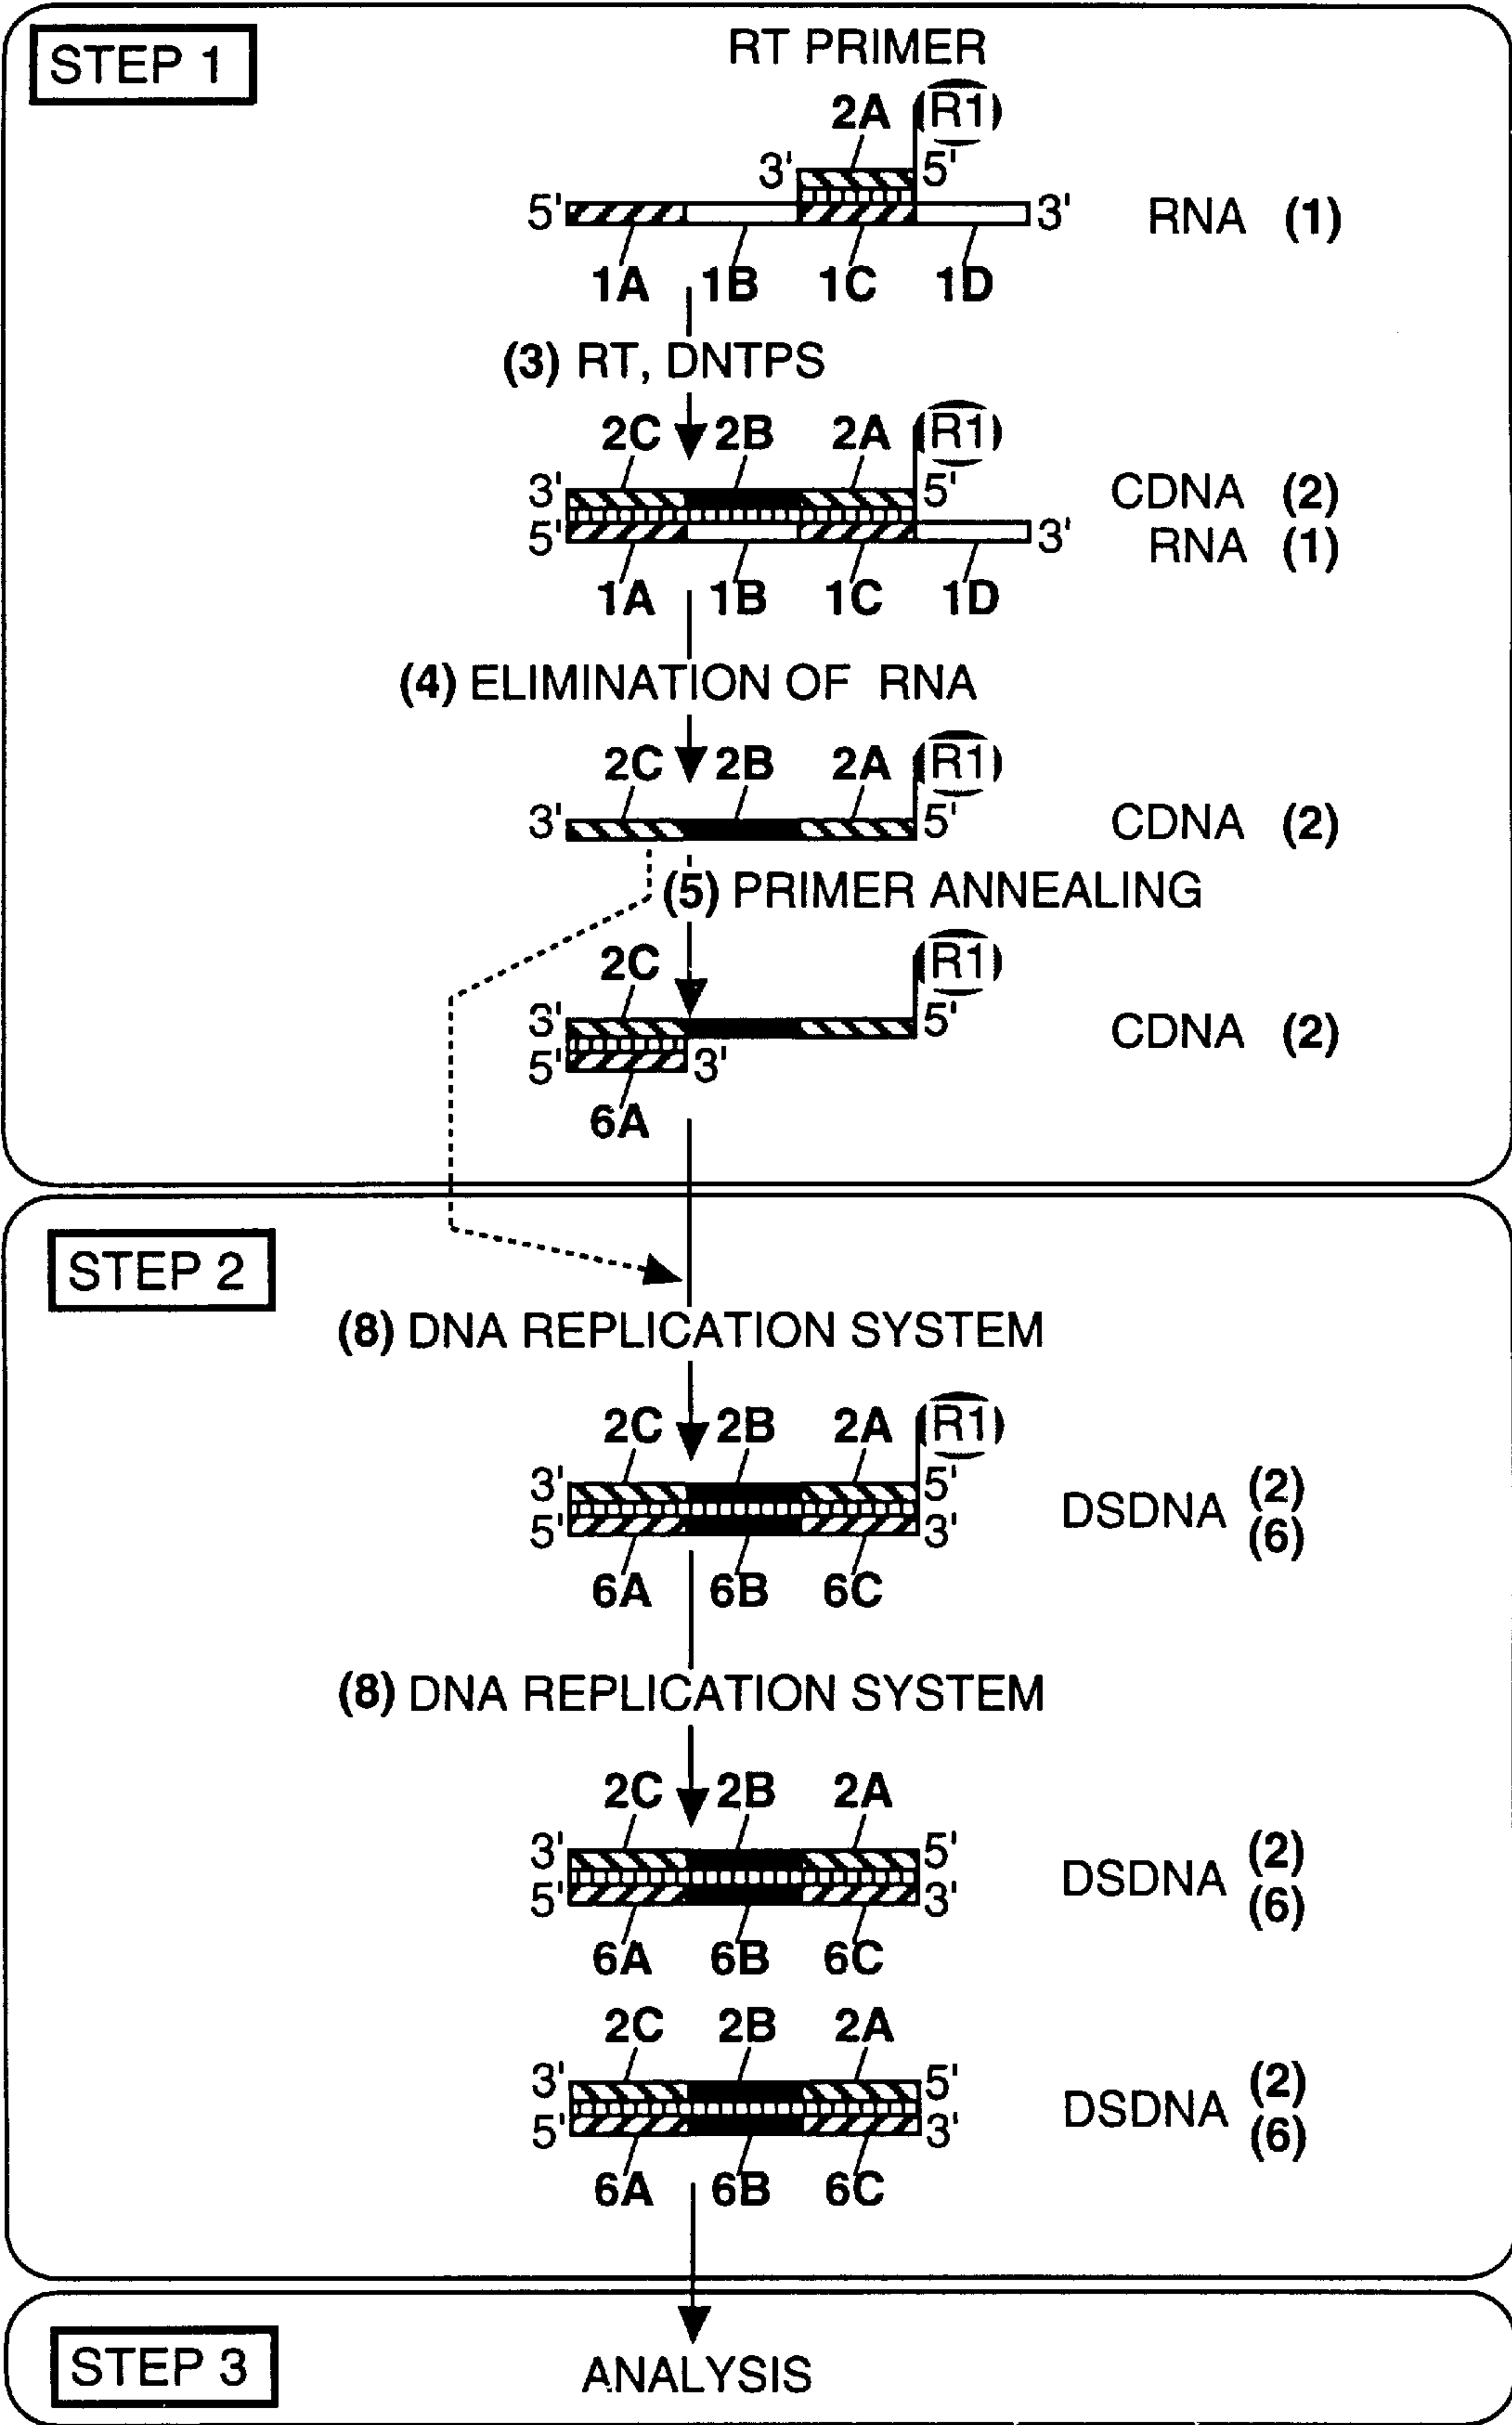 STEP 1
RT PRIMER
2A (R1)
3' 5'
5' 3' RNA (1)
1A 1B 1C 1D
(3) RT, DNTPS
2C 2B 2A (R1)
3' 5' CDNA (2)
5' 3' RNA (1)
1A 1B 1C 1D
(4) ELIMINATION OF RNA
2C 2B 2A (R1)
3' 5' CDNA (2)
(5) PRIMER ANNEALING
2C (R1)
3' 5' CDNA (2)
5' 3'
6A
STEP 2
(8) DNA REPLICATION SYSTEM
2C 2B 2A (R1)
3' 5' DSDNA (2)
5' 3' (6)
6A 6B 6C
(8) DNA REPLICATION SYSTEM
2C 2B 2A
3' 5' DSDNA (2)
5' 3' (6)
6A 6B 6C
2C 2B 2A
3' 5' DSDNA (2)
5' 3' (6)
6A 6B 6C
STEP 3
ANALYSIS